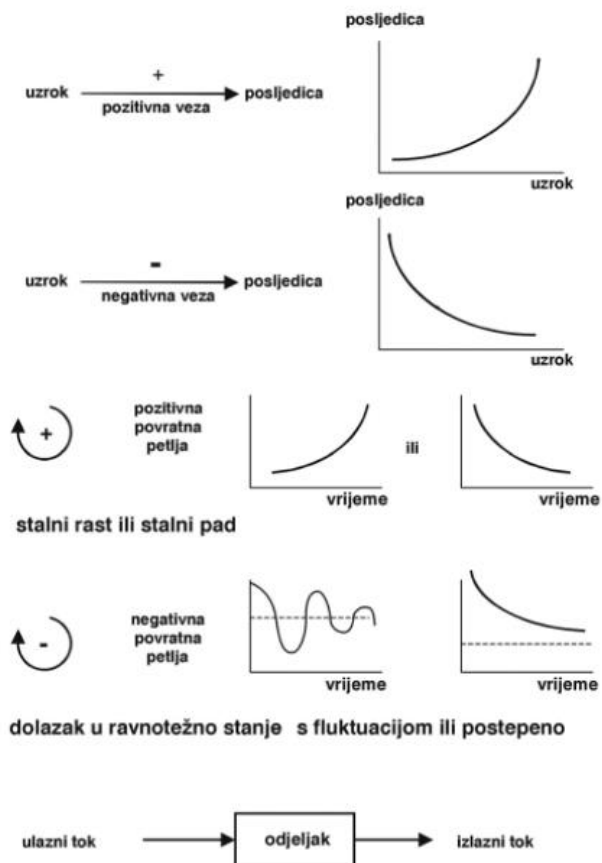 posljedica
+
uzrok
posljedica
pozitivna veza
uzrok
posljedica
-
uzrok
posljedica
negativna veza
uzrok
+
pozitivna
povratna
petlja
ili
vrijeme
vrijeme
stalni rast ili stalni pad
-
negativna
povratna
petlja
vrijeme
vrijeme
dolazak u ravnotežno stanje s fluktuacijom ili postepeno
ulazni tok
odjeljak
izlazni tok